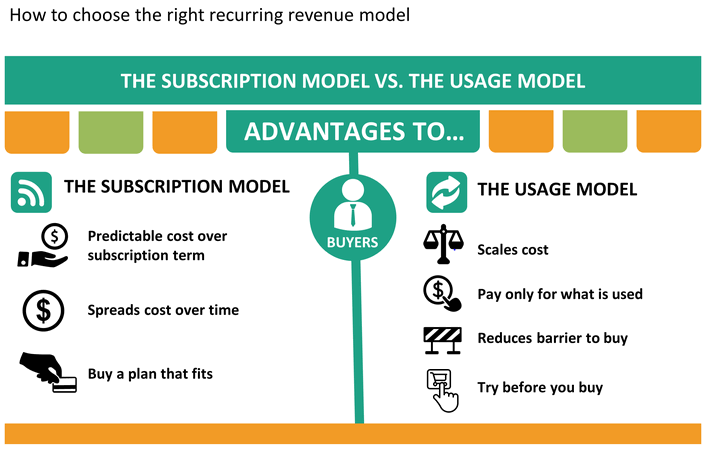 How to choose the right recurring revenue model
THE SUBSCRIPTION MODEL VS. THE USAGE MODEL
ADVANTAGES TO...
THE SUBSCRIPTION MODEL
Predictable cost over
subscription term
Spreads cost over time
Buy a plan that fits
BUYERS
THE USAGE MODEL
Scales cost
Pay only for what is used
Reduces barrier to buy
Try before you buy